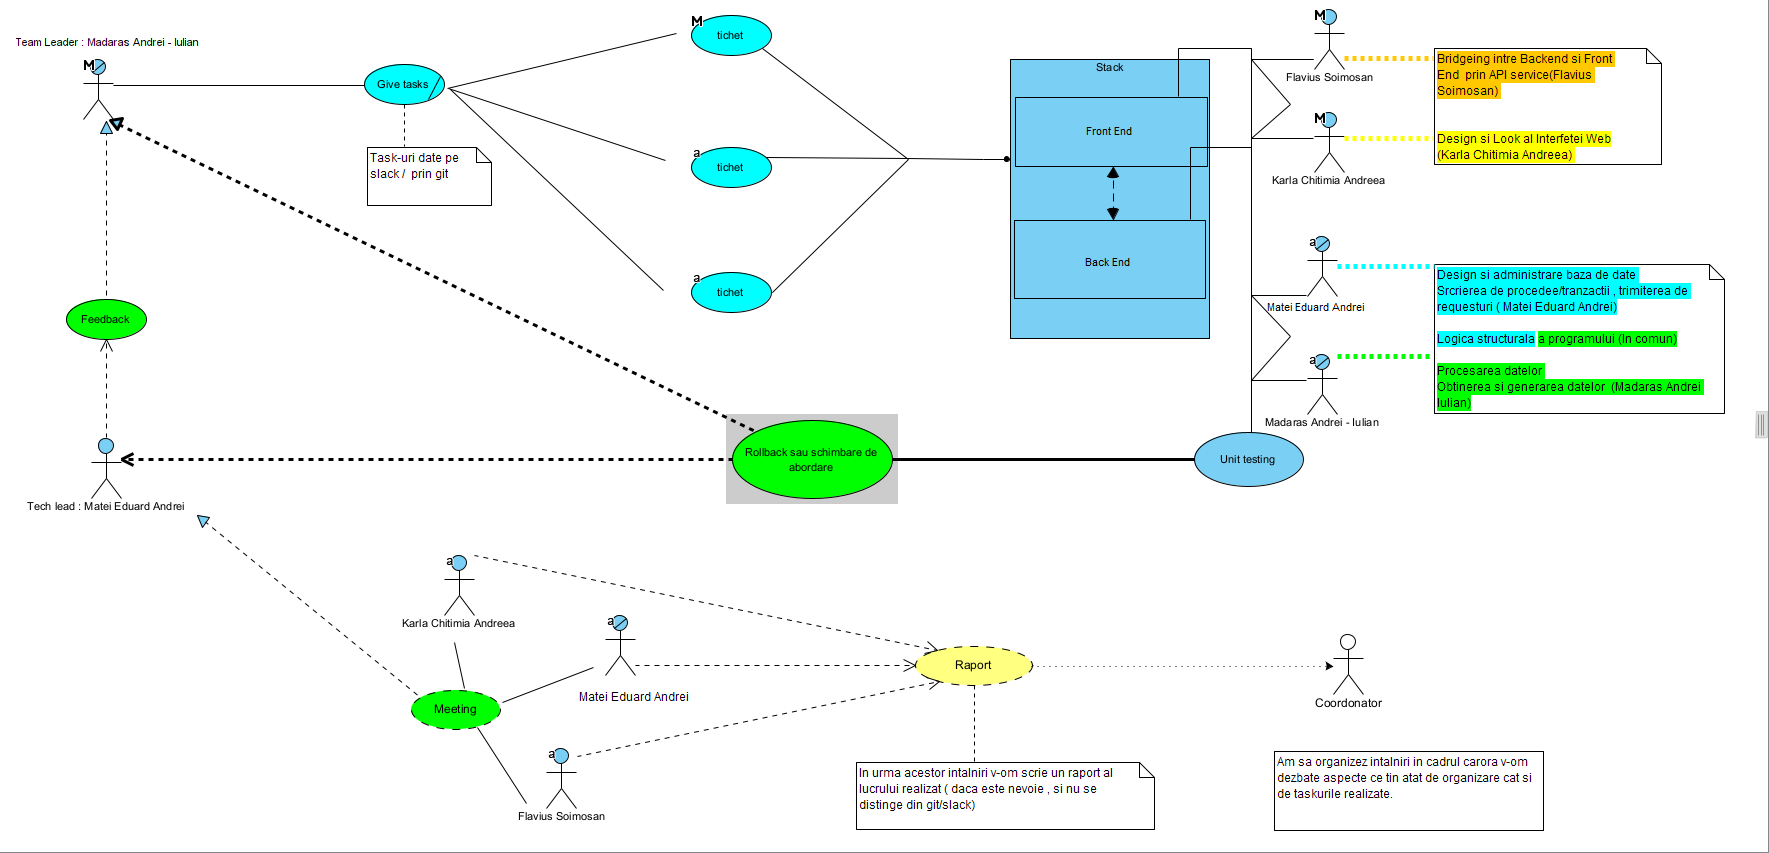 Team Leader : Madaras Andrei - Iulian
M
Give tasks
Task-uri date pe
slack / prin git
M
tichet
a
tichet
a
tichet
Stack
Front End
Back End
M
Flavius Soimosan
M
Karla Chitimia Andreea
Bridgeing intre Backend si Front
End prin API service(Flavius
Soimosan)
Design si Look al Interfetei Web
(Karla Chitimia Andreea)
a
Matei Eduard Andrei
a
Madaras Andrei - Iulian
Design si administrare baza de date
Srcrierea de procedee/tranzactii , trimiterea de
requesturi ( Matei Eduard Andrei)
Logica structurala a programului (In comun)
Procesarea datelor
Obtinerea si generarea datelor (Madaras Andrei
Iulian)
Feedback
Tech lead : Matei Eduard Andrei
Rollback sau schimbare de
abordare
Unit testing
a
Karla Chitimia Andreea
a
Matei Eduard Andrei
Meeting
a
Flavius Soimosan
Raport
Coordonator
In urma acestor intalniri v-om scrie un raport al
lucrului realizat ( daca este nevoie , si nu se
distinge din git/slack)
Am sa organizez intalniri in cadrul carora v-om
dezbate aspecte ce tin atat de organizare cat si
de taskurile realizate.